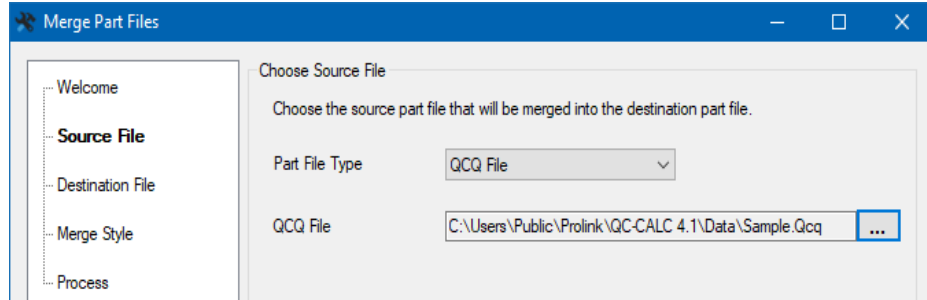 Merge Part Files
Welcome
Source File
Destination File
Merge Style
Process
Choose Source File
Choose the source part file that will be merged into the destination part file.
Part File Type
QCQ File
QCQ File
C:\Users\Public\Prolink\QC-CALC 4.1\Data\Sample.Qcq
...